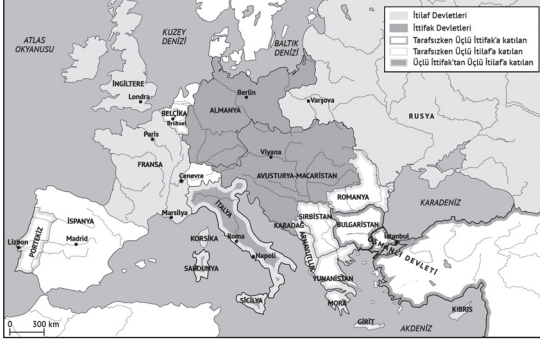 ATLAS
OKYANUSU
KUZEY
DENİZİ
BALTIK
DENİZİ
İtilaf Devletleri
İttifak Devletleri
Tarafsızken Üçlü İttifak'a katılan
Tarafsızken Üçlü İtilaf'a katılan
Üçlü İttifak'tan Üçlü İtilaf'a katılan
İNGİLTERE
Londra
Berlin
ALMANYA
Varşova
RUSYA
BELÇİKA
Brüksel
Paris
FRANSA
Viyana
AVUSTURYA-MACARİSTAN
Cenevre
Marsilya
İTALYA
ROMANYA
KARADENİZ
SIRBİSTAN
KARADAĞ
BULGARİSTAN
İstanbul
OSMANLI DEVLETİ
ARNAVUTLUK
İSPANYA
Madrid
Lizbon
PORTEKİZ
KORSİKA
Roma
Napoli
SARDUNYA
YUNANİSTAN
SİCİLYA
MORA
GİRİT
KIBRIS
AKDENİZ
0 300 km